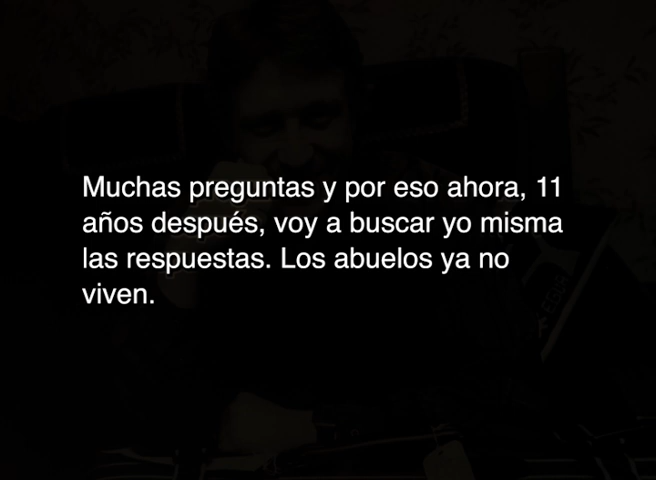 Muchas preguntas y por eso ahora, 11
años después, voy a buscar yo misma
las respuestas. Los abuelos ya no
viven.